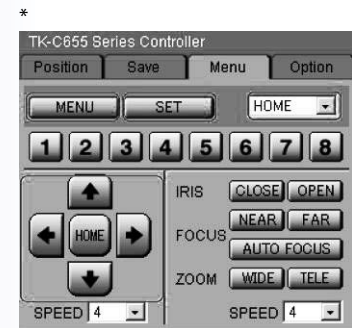 *
TK-C655 Series Controller
Position Save Menu Option
MENU SET HOME
1 2 3 4 5 6 7 8
IRIS CLOSE OPEN
HOME
FOCUS NEAR FAR
AUTO FOCUS
ZOOM WIDE TELE
SPEED 4 SPEED 4